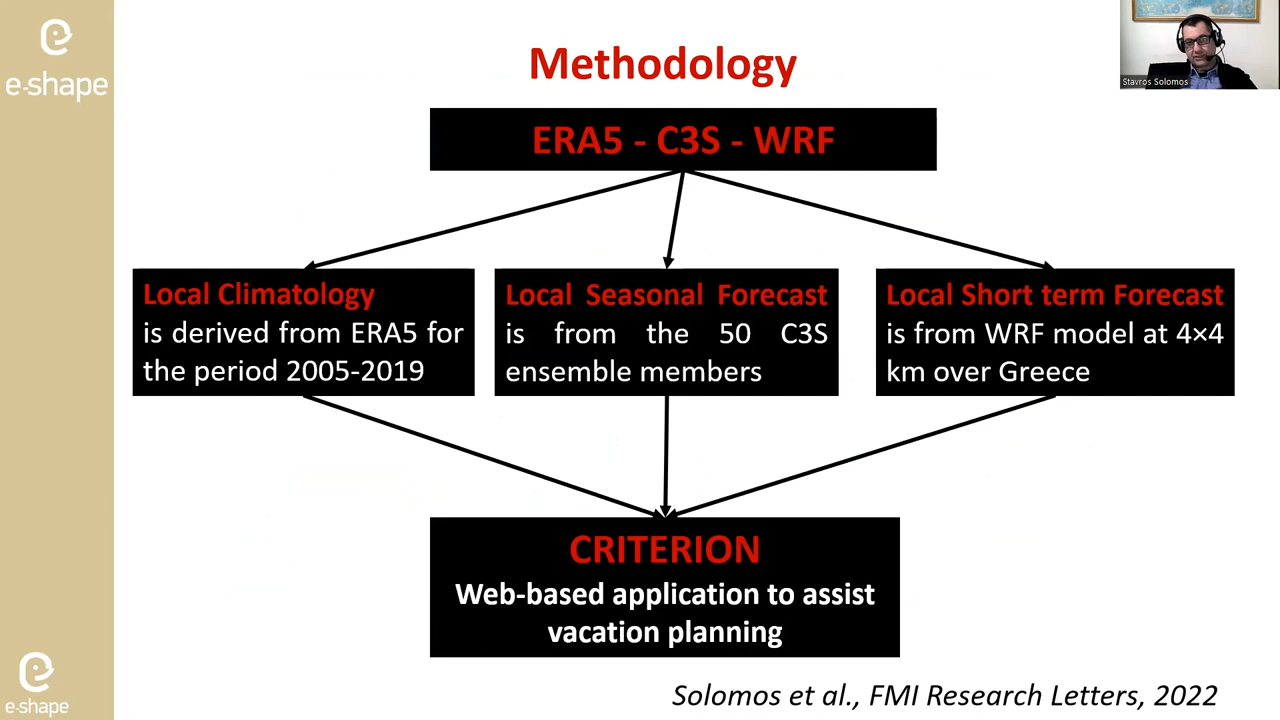 e-shape
Methodology
Stavros Solomos
ERA5 - C3S - WRF
Local Climatology
is derived from ERA5 for
the period 2005-2019
Local Seasonal Forecast
is from the 50 C3S
ensemble members
Local Short term Forecast
is from WRF model at 4×4
km over Greece
CRITERION
Web-based application to assist
vacation planning
e-shape
Solomos et al., FMI Research Letters, 2022